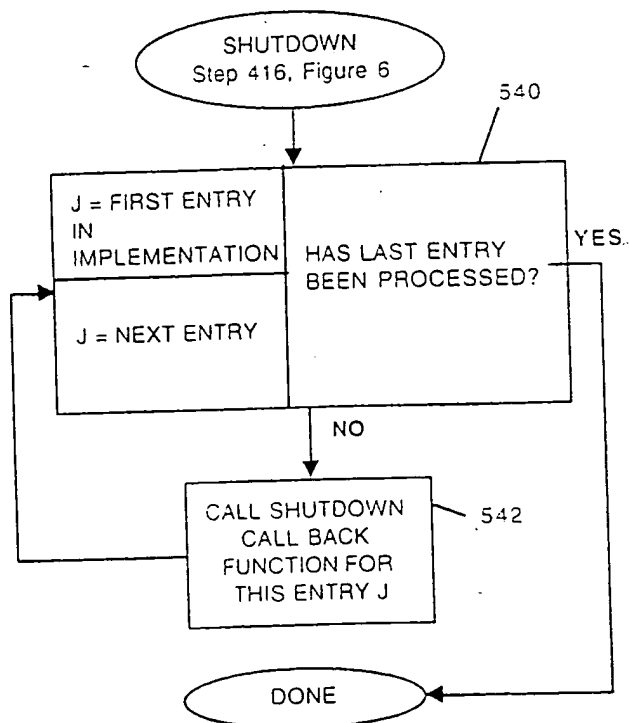 SHUTDOWN
Step 416, Figure 6
540
J = FIRST ENTRY
IN
IMPLEMENTATION
HAS LAST ENTRY
BEEN PROCESSED?
YES
J = NEXT ENTRY
NO
CALL SHUTDOWN
CALL BACK
FUNCTION FOR
THIS ENTRY J
542
DONE